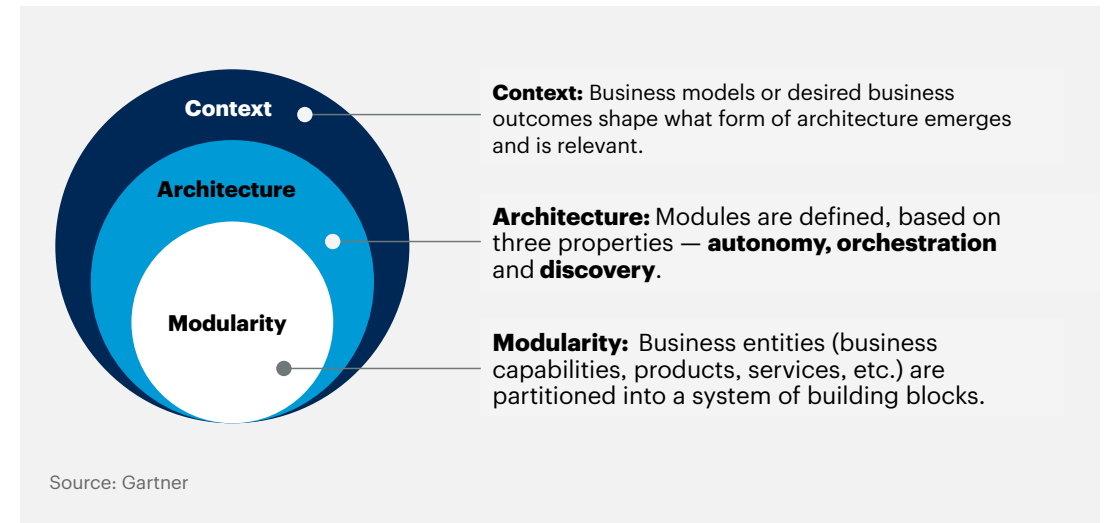 Context
Architecture
Modularity
Context: Business models or desired business
outcomes shape what form of architecture emerges
and is relevant.
Architecture: Modules are defined, based on
three properties — autonomy, orchestration
and discovery.
Modularity: Business entities (business
capabilities, products, services, etc.) are
partitioned into a system of building blocks.
Source: Gartner